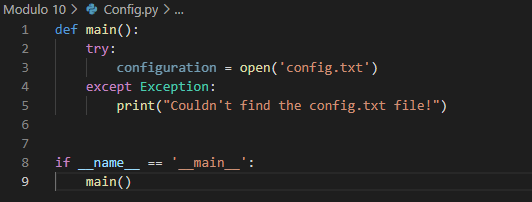 Modulo 10 > Config.py > ...
1 def main():
2     try:
3         configuration = open('config.txt')
4     except Exception:
5         print("Couldn't find the config.txt file!")
6
7
8 if __name__ == '__main__':
9     main()